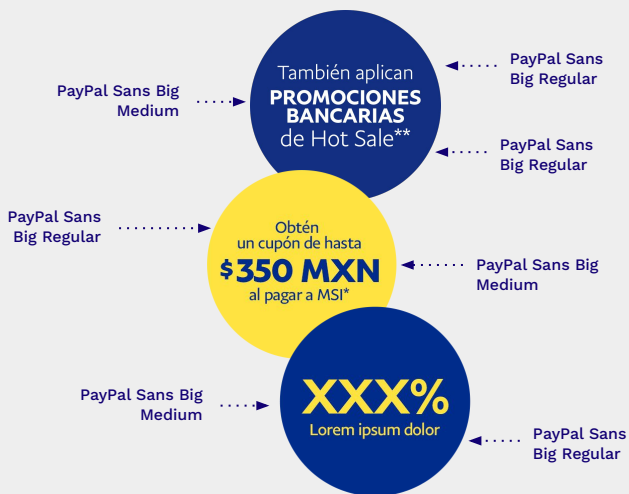 PayPal Sans
Big Regular
PayPal Sans Big
Medium
También aplican
PROMOCIONES
BANCARIAS
de Hot Sale**
PayPal Sans
Big Regular
PayPal Sans
Big Regular
Obtén
un cupón de hasta
$350 MXN
al pagar a MSI*
PayPal Sans Big
Medium
PayPal Sans Big
Medium
XXX%
Lorem ipsum dolor
PayPal Sans
Big Regular